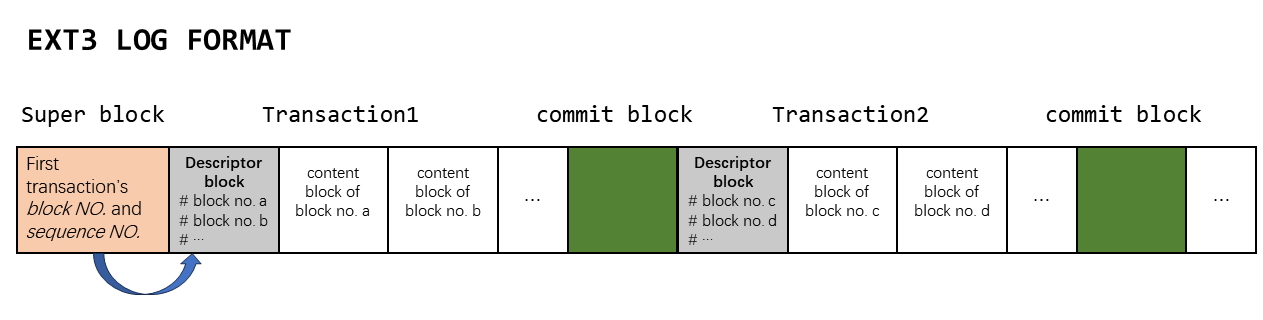 EXT3 LOG FORMAT
Super block
Transaction1
commit block
Transaction2
commit block
First
transaction's
block NO. and
sequence NO.
Descriptor
block
# block no. a
# block no. b
# ...
content
block of
block no. a
content
block of
block no. b
...
Descriptor
block
# block no. c
# block no. d
# ...
content
block of
block no. c
content
block of
block no. d
...
...